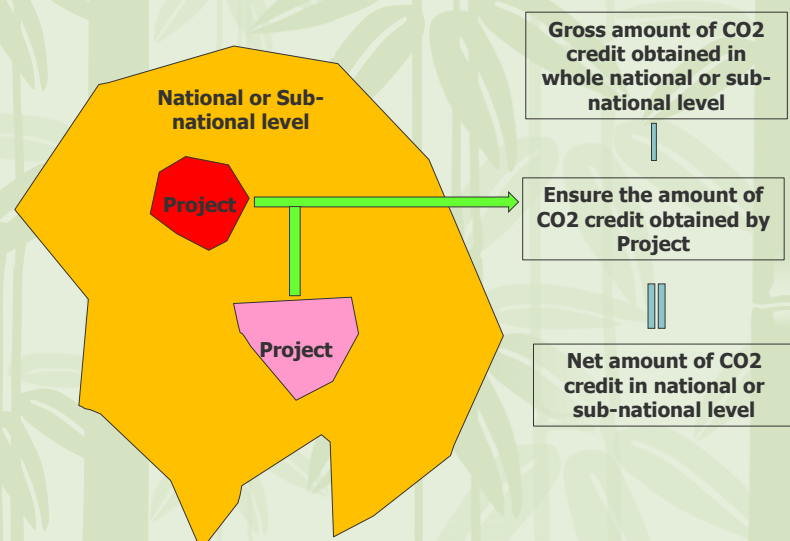 National or Sub-
national level
Project
Project
Gross amount of CO2
credit obtained in
whole national or sub-
national level
Ensure the amount of
CO2 credit obtained by
Project
Net amount of CO2
credit in national or
sub-national level